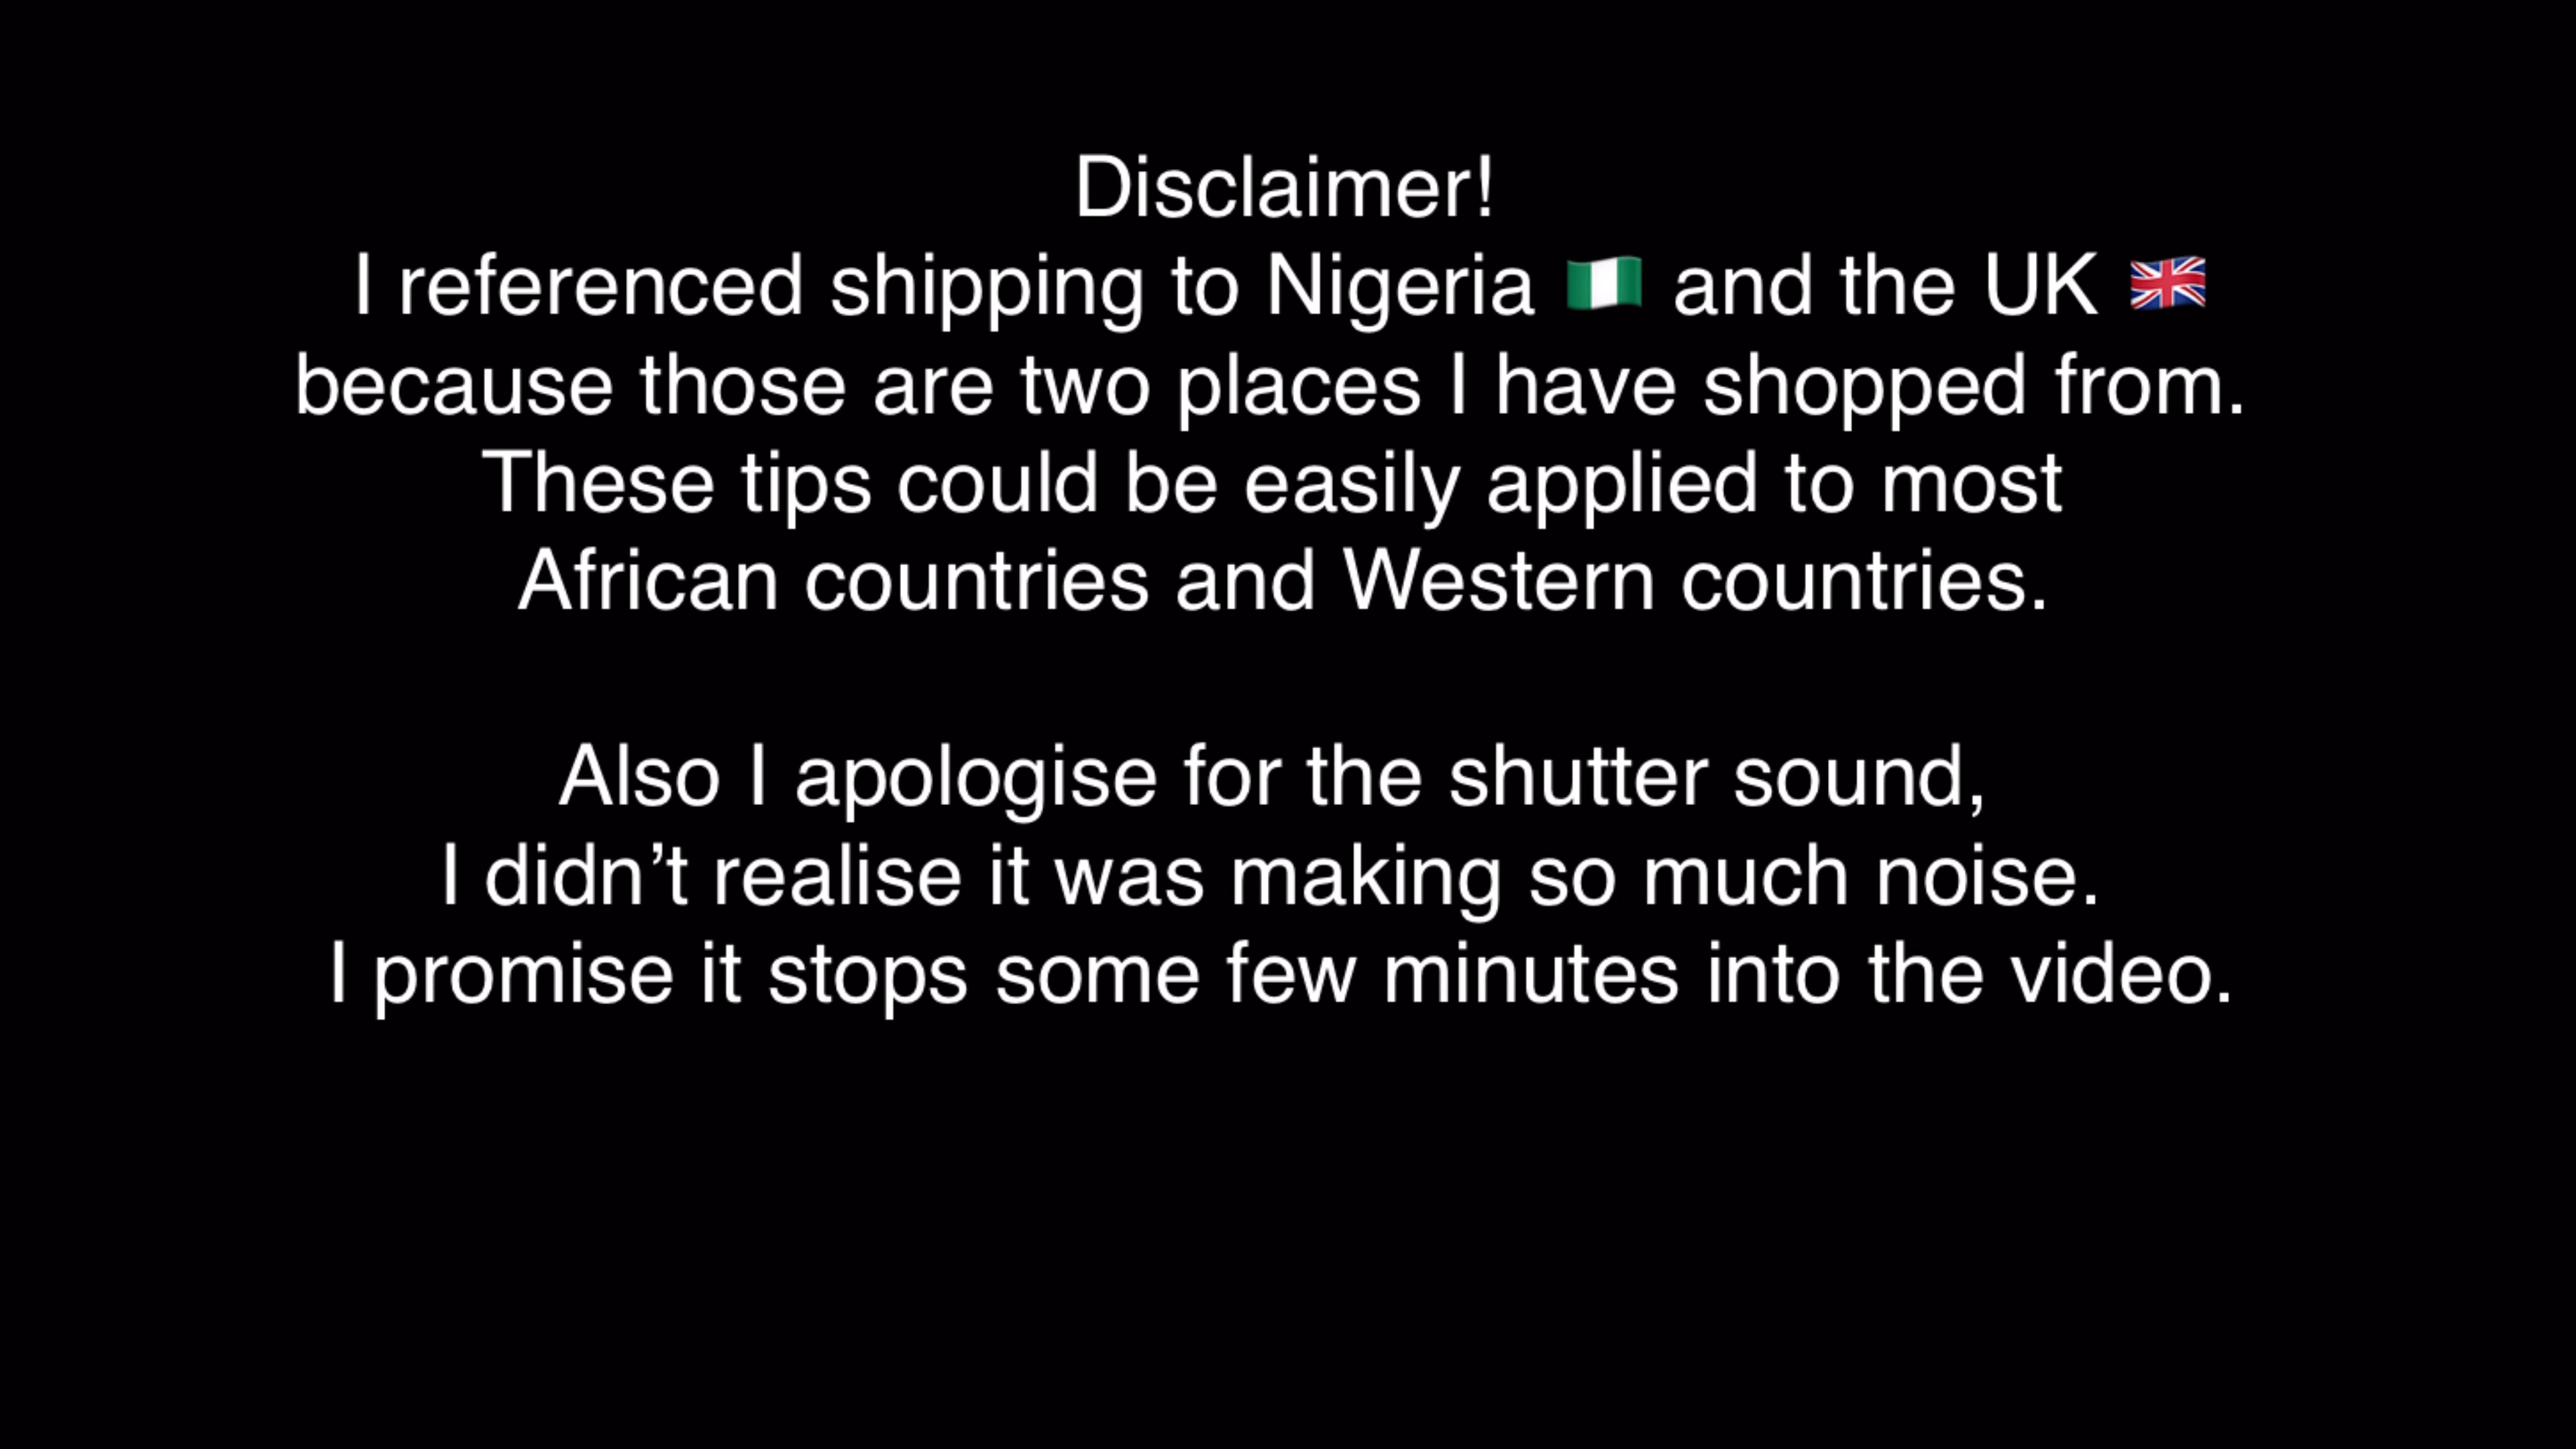 Disclaimer!
I referenced shipping to Nigeria 🇳🇬 and the UK 🇬🇧
because those are two places I have shopped from.
These tips could be easily applied to most
African countries and Western countries.
Also I apologise for the shutter sound,
I didn’t realise it was making so much noise.
I promise it stops some few minutes into the video.